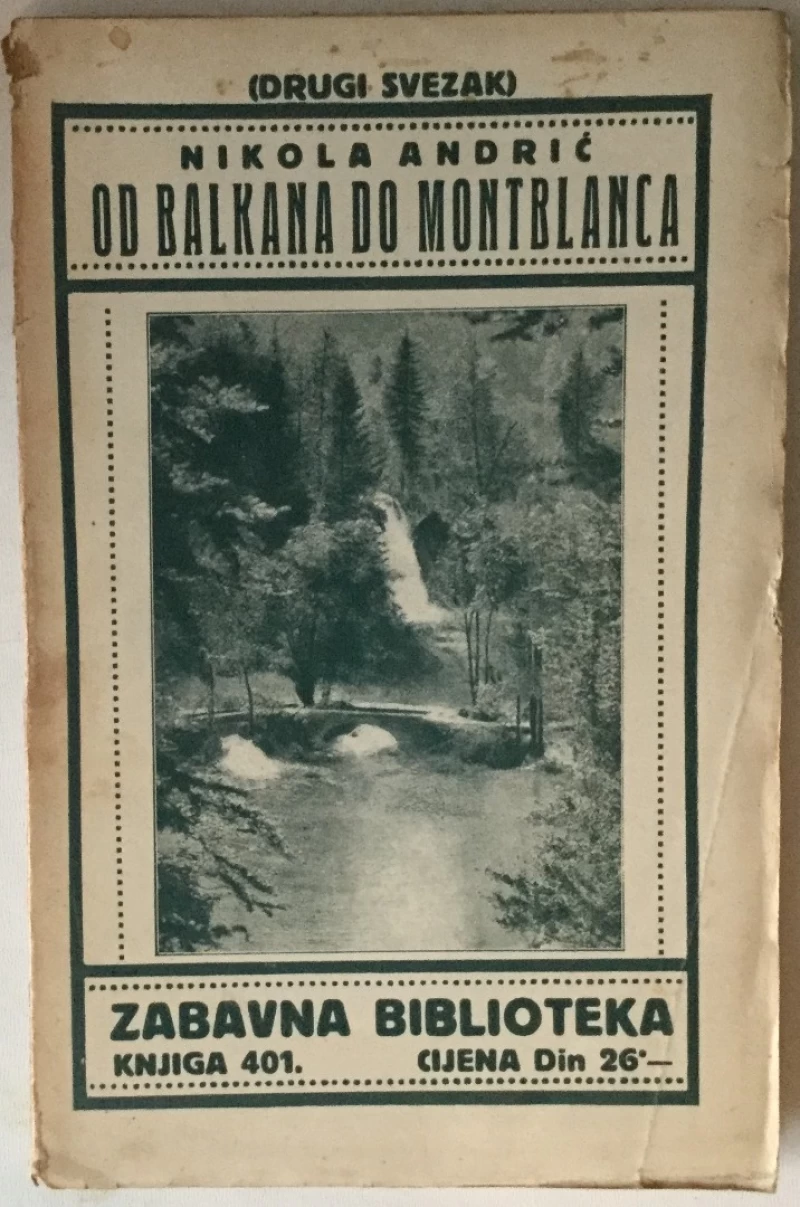 (DRUGI SVEZAK)
NIKOLA ANDRIĆ
OD BALKANA DO MONTBLANCA
ZABAVNA BIBLIOTEKA
KNJIGA 401. CIJENA Din 26·—